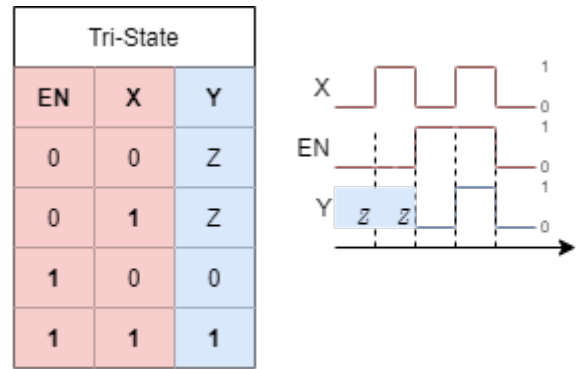 Tri-State
EN X Y
0 0 Z
0 1 Z
1 0 0
1 1 1
X 1
0
EN 1
0
Y Z Z 1
0